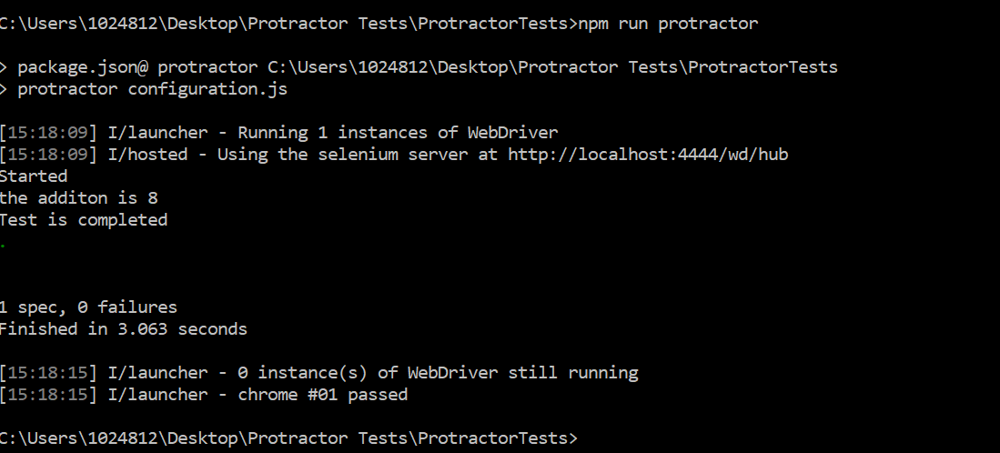 C:\Users\1024812\Desktop\Protractor Tests\ProtractorTests>npm run protractor
> package.json@ protractor C:\Users\1024812\Desktop\Protractor Tests\ProtractorTests
> protractor configuration.js
[15:18:09] I/launcher - Running 1 instances of WebDriver
[15:18:09] I/hosted - Using the selenium server at http://localhost:4444/wd/hub
Started
the additon is 8
Test is completed
.
1 spec, 0 failures
Finished in 3.063 seconds
[15:18:15] I/launcher - 0 instance(s) of WebDriver still running
[15:18:15] I/launcher - chrome #01 passed
C:\Users\1024812\Desktop\Protractor Tests\ProtractorTests>